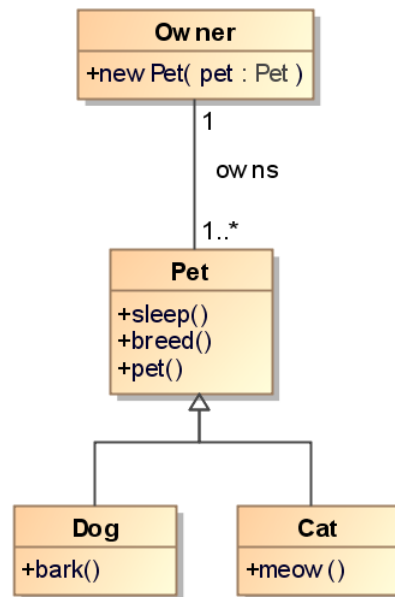 Owner
+newPet( pet : Pet )
1
owns
1..*
Pet
+sleep()
+breed()
+pet()
Dog
+bark()
Cat
+meow()